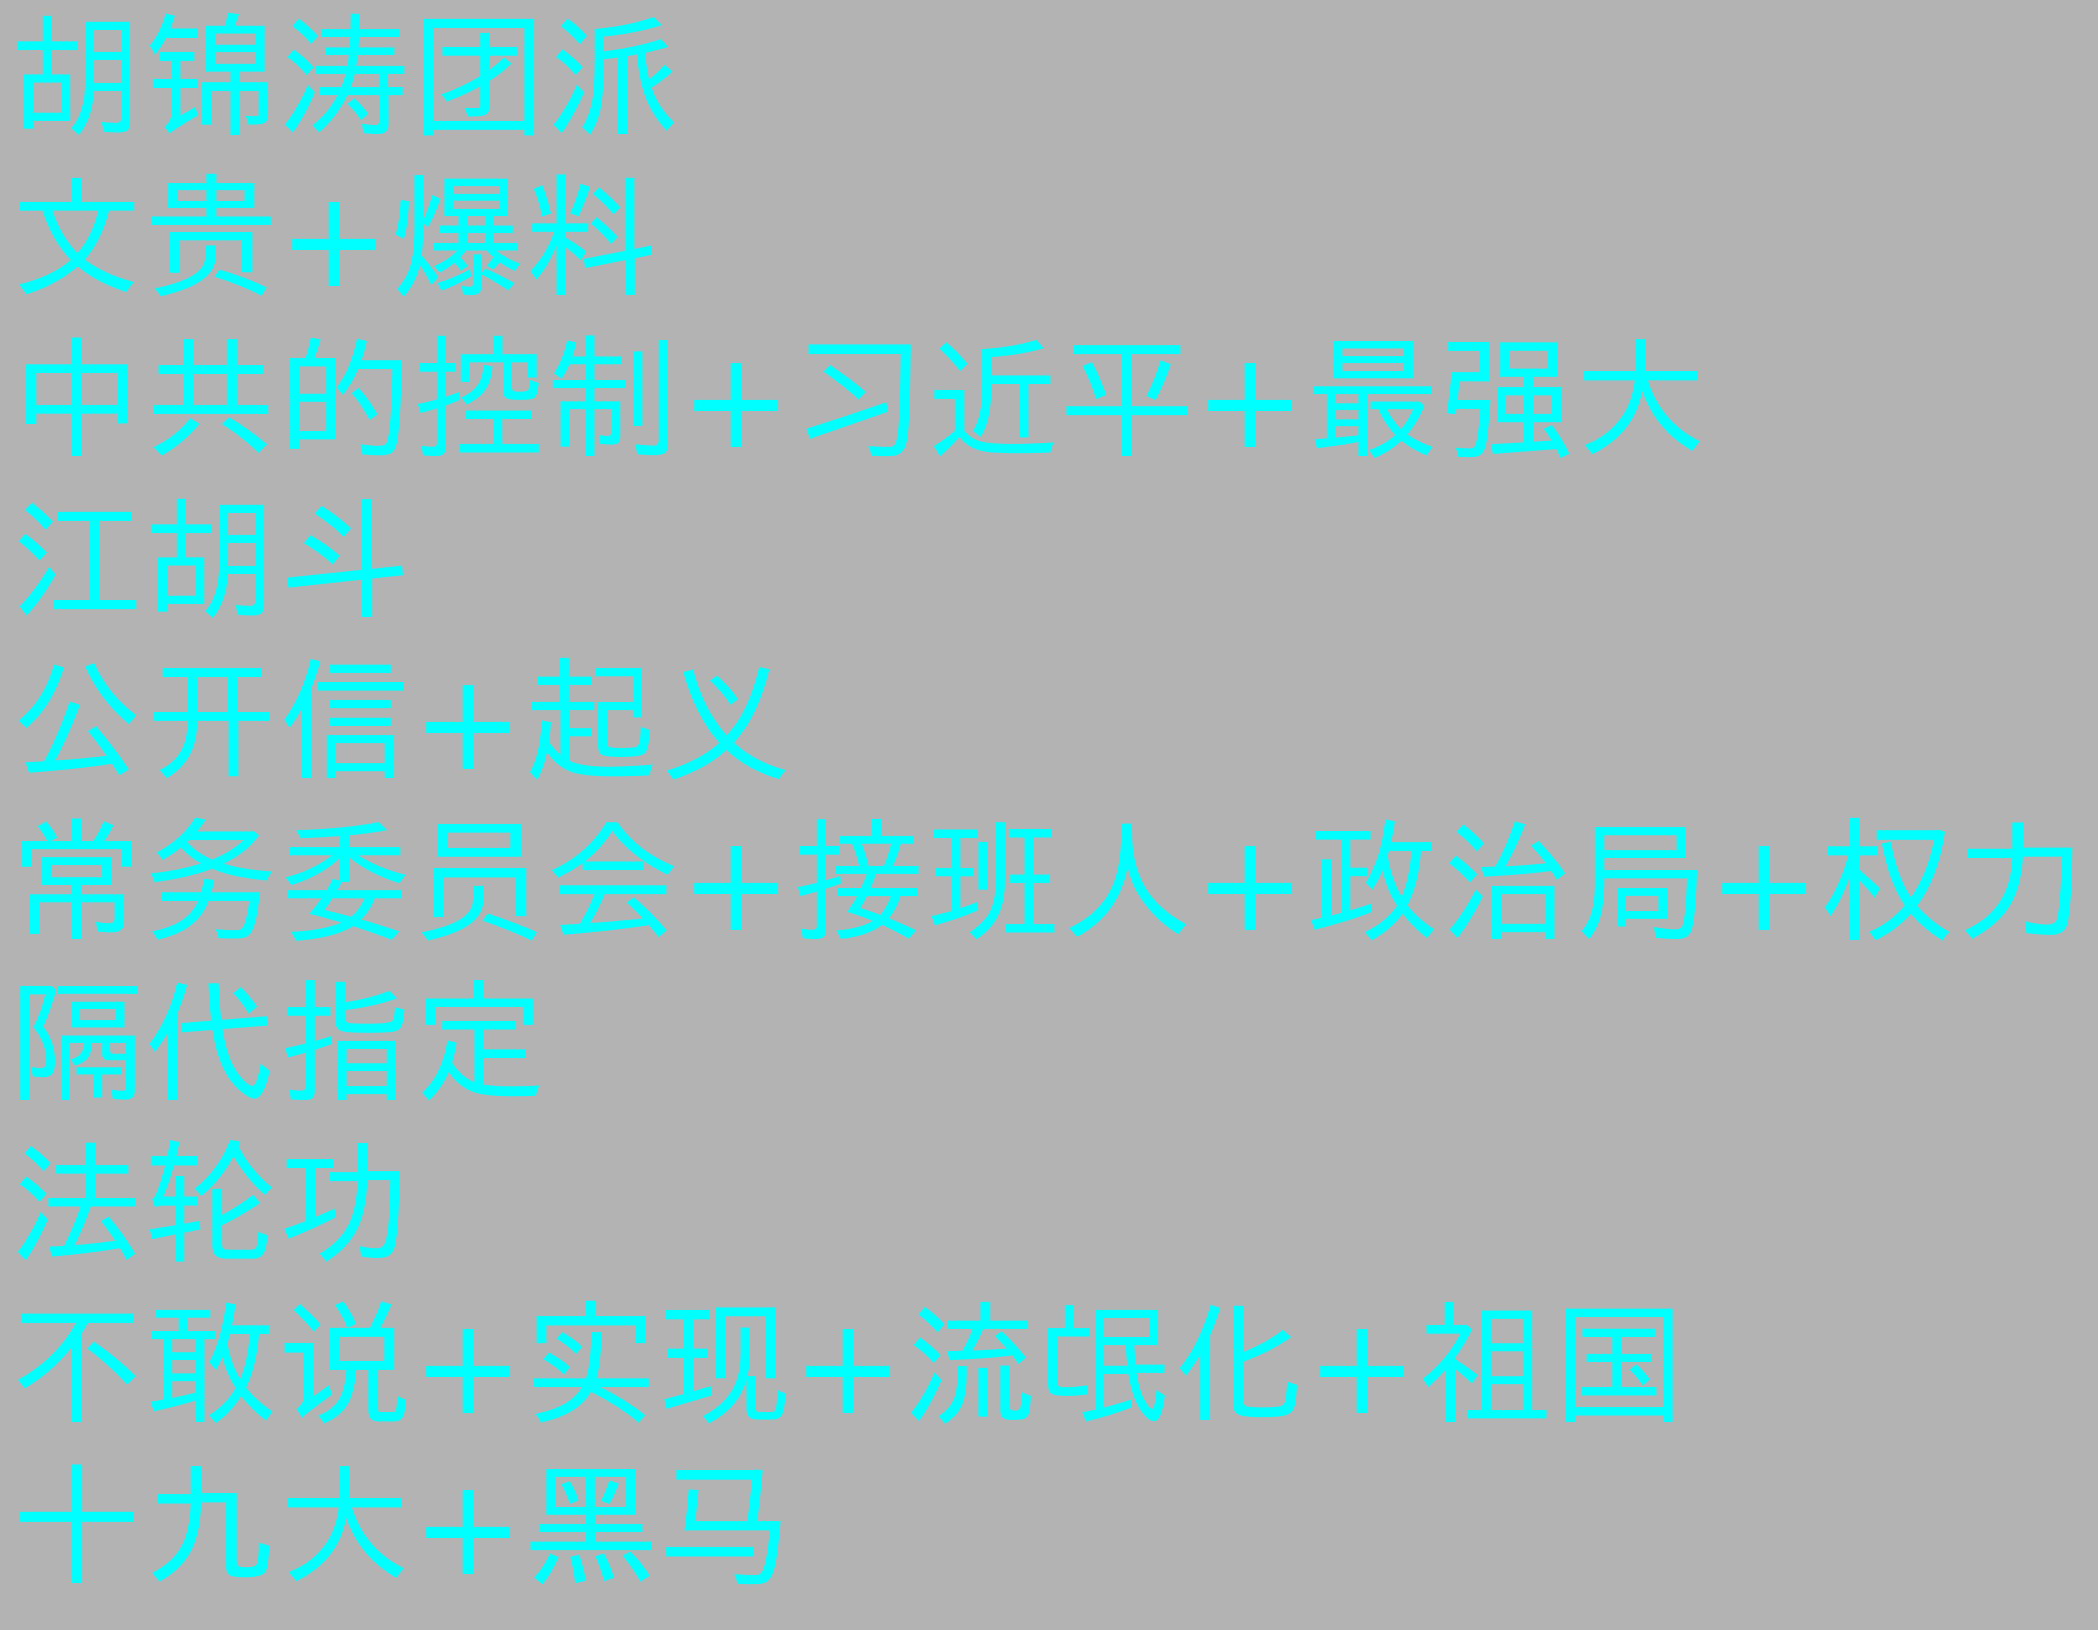 胡锦涛团派
文贵+爆料
中共的控制+习近平+最强大
江胡斗
公开信+起义
常务委员会+接班人+政治局+权力
隔代指定
法轮功
不敢说+实现+流氓化+祖国
十九大+黑马